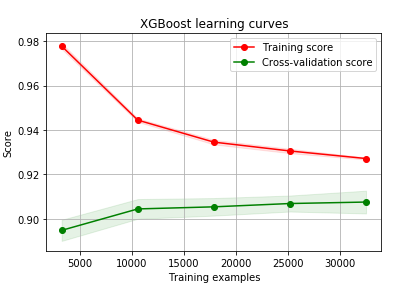 XGBoost learning curves
Training score
Cross-validation score
Score
0.98
0.96
0.94
0.92
0.90
5000 10000 15000 20000 25000 30000
Training examples